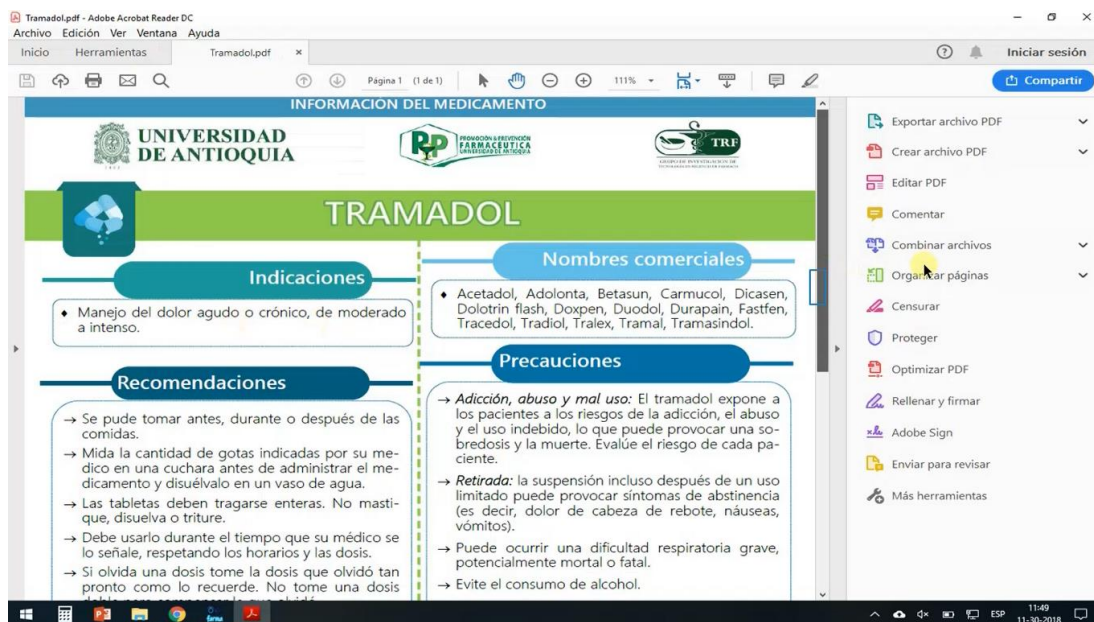 Tramadol.pdf - Adobe Acrobat Reader DC
Archivo Edición Ver Ventana Ayuda
Inicio Herramientas Tramadol.pdf × ? Iniciar sesión
Página 1 (1 de 1) 111% Compartir
INFORMACIÓN DEL MEDICAMENTO
UNIVERSIDAD
DE ANTIOQUIA
1803
PYP
PROMOCIÓN & PREVENCIÓN
FARMACÉUTICA
UNIVERSIDAD DE ANTIOQUIA
TRF
TRAMADOL
Indicaciones
♦ Manejo del dolor agudo o crónico, de moderado
a intenso.
Recomendaciones
→ Se pude tomar antes, durante o después de las
comidas.
→ Mida la cantidad de gotas indicadas por su me-
dico en una cuchara antes de administrar el me-
dicamento y disuélvalo en un vaso de agua.
→ Las tabletas deben tragarse enteras. No masti-
que, disuelva o triture.
→ Debe usarlo durante el tiempo que su médico se
lo señale, respetando los horarios y las dosis.
→ Si olvida una dosis tome la dosis que olvidó tan
pronto como lo recuerde. No tome una dosis
Nombres comerciales
♦ Acetadol, Adolonta, Betasun, Carmucol, Dicasen,
Dolotrin flash, Doxpen, Duodol, Durapain, Fastfen,
Tracedol, Tradiol, Tralex, Tramal, Tramasindol.
Precauciones
→ Adicción, abuso y mal uso: El tramadol expone a
los pacientes a los riesgos de la adicción, el abuso
y el uso indebido, lo que puede provocar una so-
bredosis y la muerte. Evalúe el riesgo de cada pa-
ciente.
→ Retirada: la suspensión incluso después de un uso
limitado puede provocar síntomas de abstinencia
(es decir, dolor de cabeza de rebote, náuseas,
vómitos).
→ Puede ocurrir una dificultad respiratoria grave,
potencialmente mortal o fatal.
→ Evite el consumo de alcohol.
Exportar archivo PDF
Crear archivo PDF
Editar PDF
Comentar
Combinar archivos
Organizar páginas
Censurar
Proteger
Optimizar PDF
Rellenar y firmar
Adobe Sign
Enviar para revisar
Más herramientas
ESP 11:49
11-30-2018